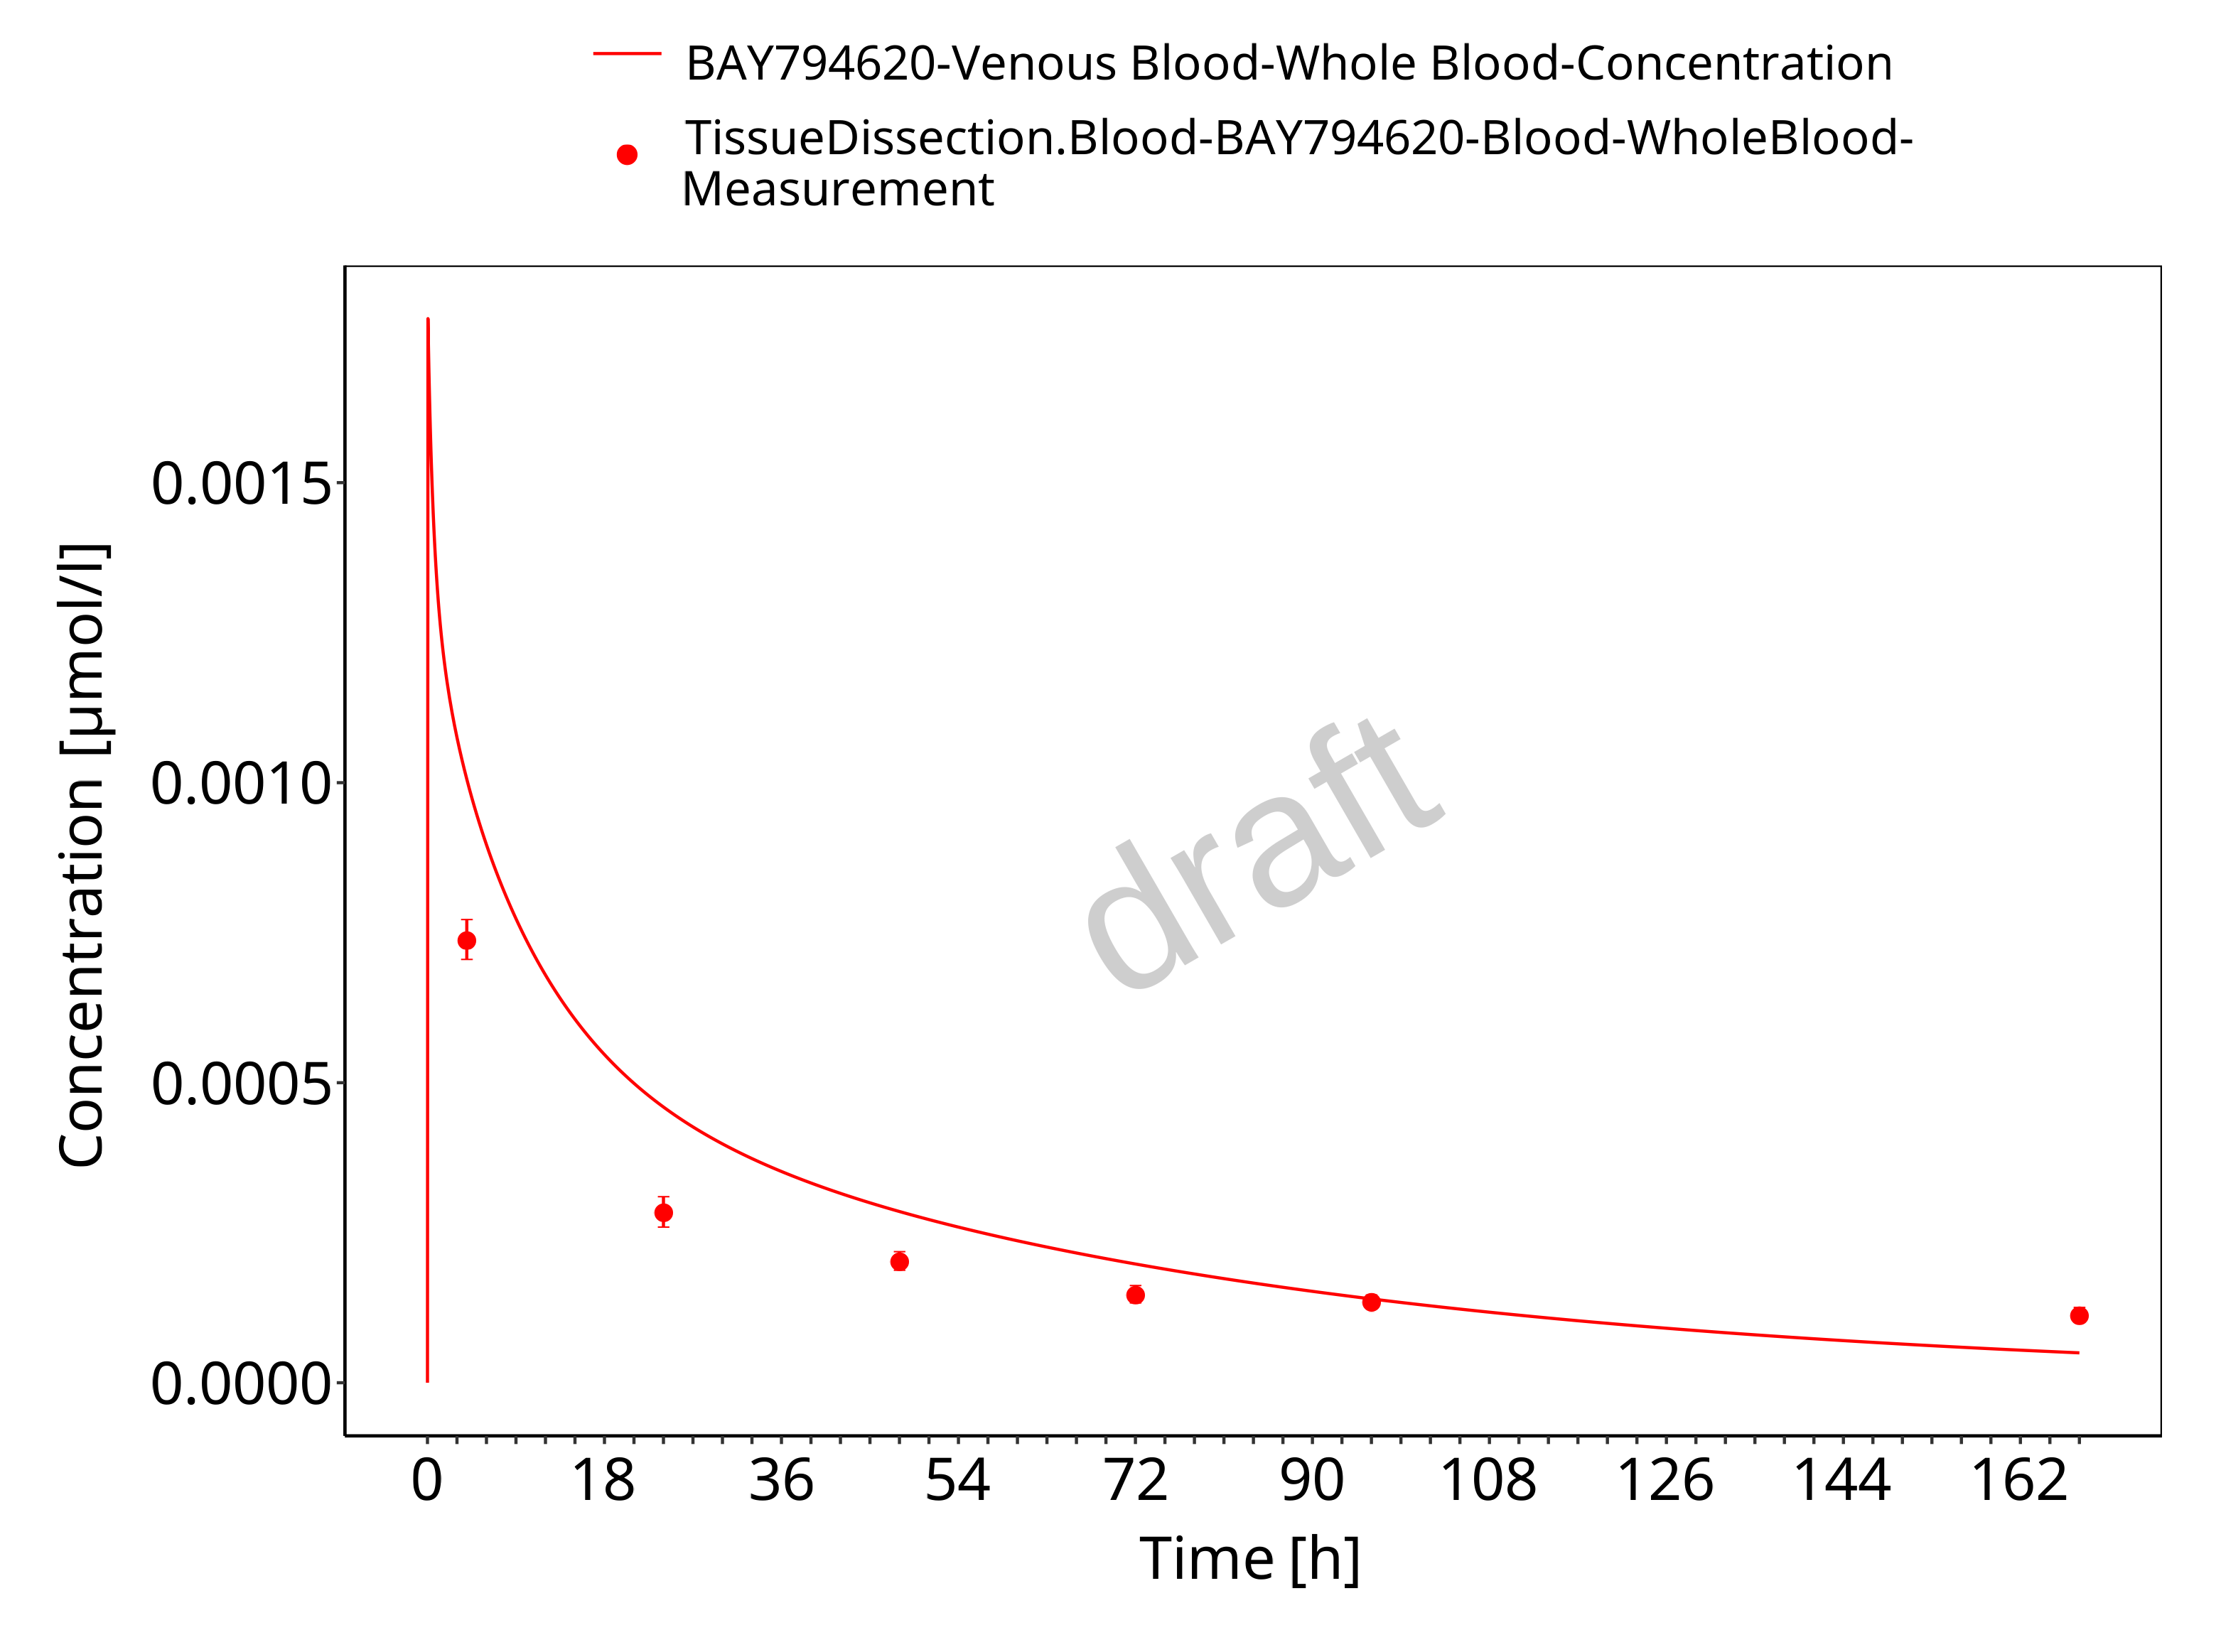 BAY794620-Venous Blood-Whole Blood-Concentration
TissueDissection.Blood-BAY794620-Blood-WholeBlood-
Measurement
0.0015
0.0010
0.0005
0.0000
Concentration [µmol/l]
draft
0 18 36 54 72 90 108 126 144 162
Time [h]